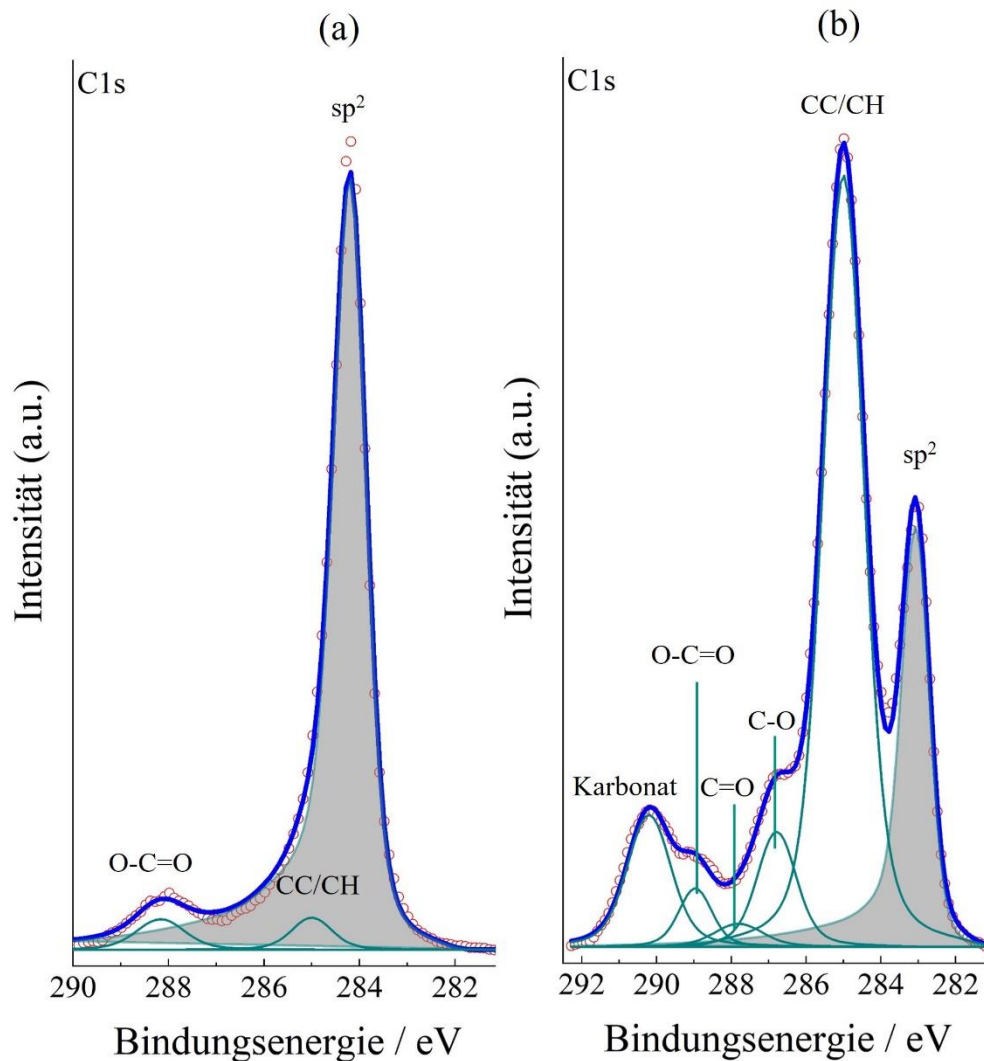 (a)
C1s
sp²
O-C=O
CC/CH
Intensität (a.u.)
290 288 286 284 282
Bindungsenergie / eV
(b)
C1s
CC/CH
sp²
O-C=O
C-O
Karbonat
C=O
Intensität (a.u.)
292 290 288 286 284 282
Bindungsenergie / eV